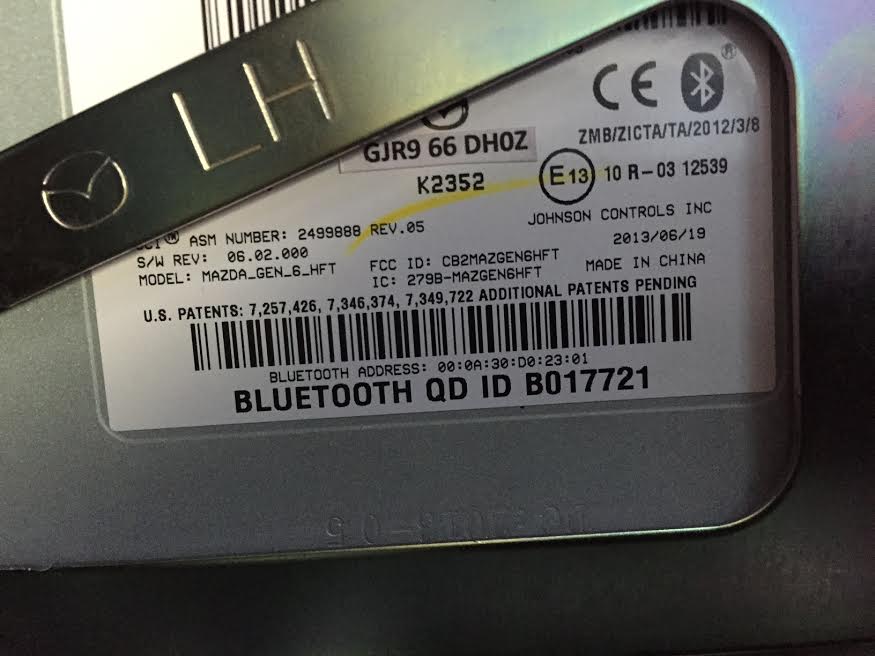 LH
CE
ZMB/ZICTA/TA/2012/3/8
GJR9 66 DH0Z
K2352
E13 10 R-03 12539
JOHNSON CONTROLS INC
ASM NUMBER: 2499888 REV.05
2013/06/19
S/W REV: 06.02.000
FCC ID: CB2MAZGEN6HFT
MADE IN CHINA
MODEL: MAZDA_GEN_6_HFT
IC: 279B-MAZGEN6HFT
U.S. PATENTS: 7,257,426, 7,346,374, 7,349,722 ADDITIONAL PATENTS PENDING
BLUETOOTH ADDRESS: 00:0A:30:D0:23:01
BLUETOOTH QD ID B017721